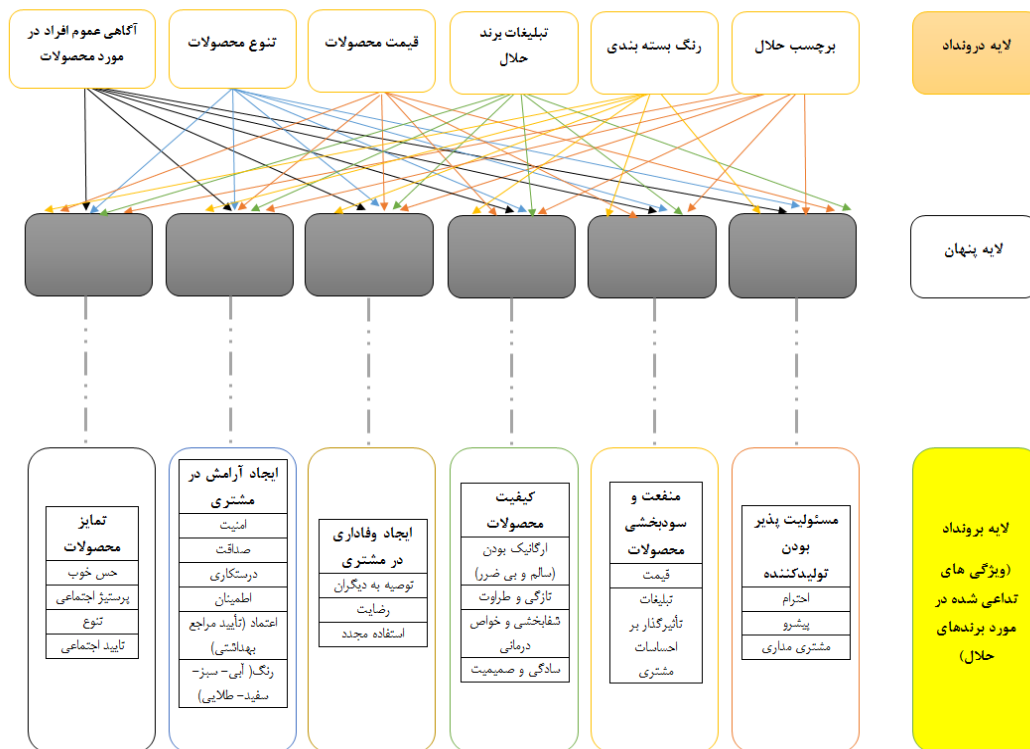 لایه درونداد
برچسب حلال
رنگ بسته بندی
تبلیغات برند
حلال
قیمت محصولات
تنوع محصولات
آگاهی عموم افراد در
مورد محصولات
لایه پنهان
لایه برونداد
(ویژگی های
تداعی شده در
مورد برندهای
حلال)
مسئولیت پذیر
بودن
تولیدکننده
احترام
پیشرو
مشتری مداری
منفعت و
سودبخشی
محصولات
قیمت
تبلیغات
تأثیرگذار بر
احساسات
مشتری
کیفیت
محصولات
ارگانیک بودن
(سالم و بی ضرر)
تازگی و طراوت
شفابخشی و خواص
درمانی
سادگی و صمیمیت
ایجاد وفاداری
در مشتری
توصیه به دیگران
رضایت
استفاده مجدد
ایجاد آرامش در
مشتری
امنیت
صداقت
درستکاری
اطمینان
اعتماد (تأیید مراجع
بهداشتی)
رنگ( آبی- سبز-
سفید- طلایی)
تمایز
محصولات
حس خوب
پرستیژ اجتماعی
تنوع
تایید اجتماعی